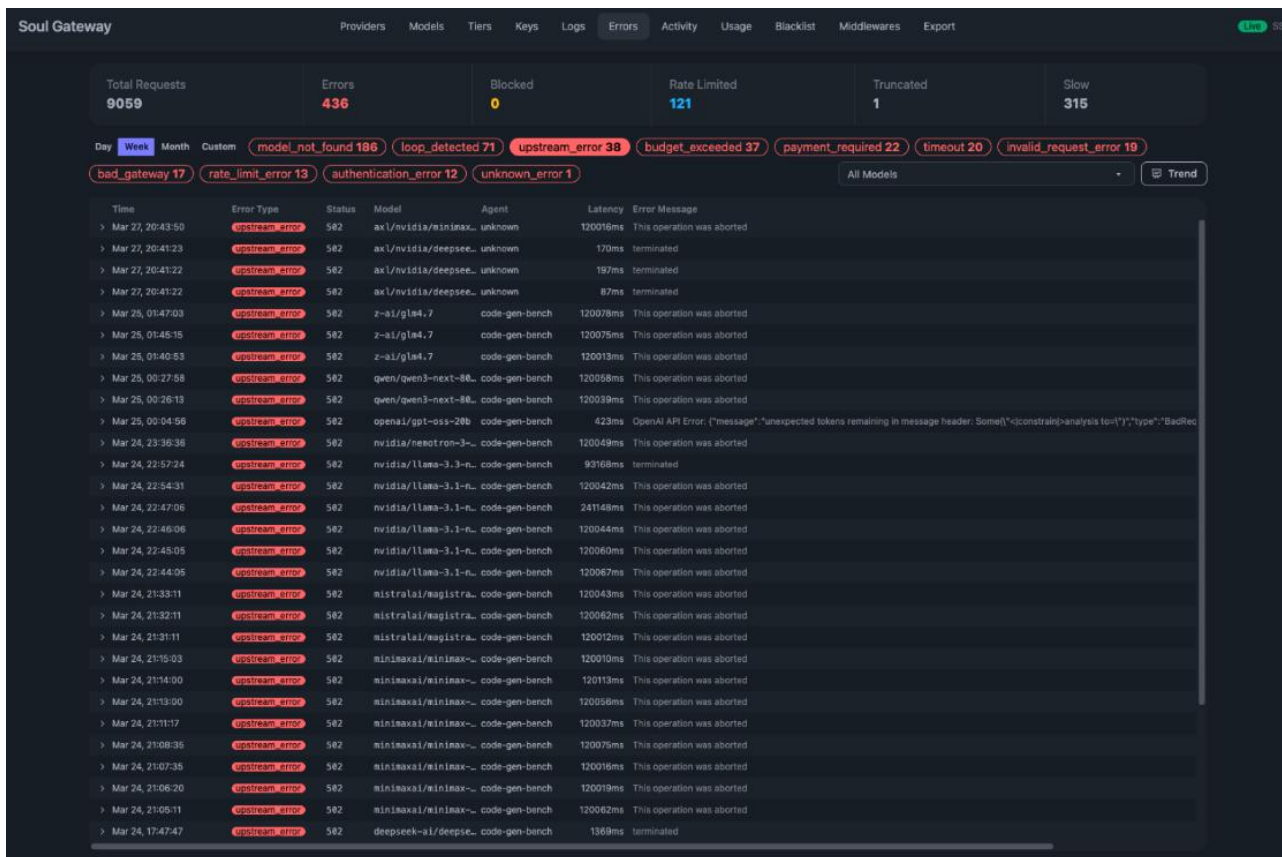 Soul Gateway Providers Models Tiers Keys Logs Errors Activity Usage Blacklist Middlewares Export Live
Total Requests Errors Blocked Rate Limited Truncated Slow
9059 436 0 121 1 315
Day Week Month Custom model_not_found 186 loop_detected 71 upstream_error 38 budget_exceeded 37 payment_required 22 timeout 20 invalid_request_error 19
bad_gateway 17 rate_limit_error 13 authentication_error 12 unknown_error 1 All Models Trend
Time Error Type Status Model Agent Latency Error Message
> Mar 27, 20:43:50 upstream_error 502 axl/nvidia/minimax… unknown 120016ms This operation was aborted
> Mar 27, 20:41:23 upstream_error 502 axl/nvidia/deepsee… unknown 170ms terminated
> Mar 27, 20:41:22 upstream_error 502 axl/nvidia/deepsee… unknown 197ms terminated
> Mar 27, 20:41:22 upstream_error 502 axl/nvidia/deepsee… unknown 87ms terminated
> Mar 25, 01:47:03 upstream_error 502 z-ai/glm4.7 code-gen-bench 120078ms This operation was aborted
> Mar 25, 01:45:15 upstream_error 502 z-ai/glm4.7 code-gen-bench 120075ms This operation was aborted
> Mar 25, 01:40:53 upstream_error 502 z-ai/glm4.7 code-gen-bench 120013ms This operation was aborted
> Mar 25, 00:27:58 upstream_error 502 qwen/qwen3-next-80… code-gen-bench 120058ms This operation was aborted
> Mar 25, 00:26:13 upstream_error 502 qwen/qwen3-next-80… code-gen-bench 120039ms This operation was aborted
> Mar 25, 00:04:56 upstream_error 502 openai/gpt-oss-20b code-gen-bench 423ms OpenAI API Error: {"message":"unexpected tokens remaining in message header: Some(\"<|constrain|>analysis to=\")","type":"BadRec
> Mar 24, 23:36:36 upstream_error 502 nvidia/nemotron-3-… code-gen-bench 120049ms This operation was aborted
> Mar 24, 22:57:24 upstream_error 502 nvidia/llama-3.3-n… code-gen-bench 93168ms terminated
> Mar 24, 22:54:31 upstream_error 502 nvidia/llama-3.1-n… code-gen-bench 120042ms This operation was aborted
> Mar 24, 22:47:06 upstream_error 502 nvidia/llama-3.1-n… code-gen-bench 241148ms This operation was aborted
> Mar 24, 22:46:06 upstream_error 502 nvidia/llama-3.1-n… code-gen-bench 120044ms This operation was aborted
> Mar 24, 22:45:05 upstream_error 502 nvidia/llama-3.1-n… code-gen-bench 120060ms This operation was aborted
> Mar 24, 22:44:05 upstream_error 502 nvidia/llama-3.1-n… code-gen-bench 120067ms This operation was aborted
> Mar 24, 21:33:11 upstream_error 502 mistralai/magistra… code-gen-bench 120043ms This operation was aborted
> Mar 24, 21:32:11 upstream_error 502 mistralai/magistra… code-gen-bench 120062ms This operation was aborted
> Mar 24, 21:31:11 upstream_error 502 mistralai/magistra… code-gen-bench 120012ms This operation was aborted
> Mar 24, 21:15:03 upstream_error 502 minimaxai/minimax-… code-gen-bench 120010ms This operation was aborted
> Mar 24, 21:14:00 upstream_error 502 minimaxai/minimax-… code-gen-bench 120113ms This operation was aborted
> Mar 24, 21:13:00 upstream_error 502 minimaxai/minimax-… code-gen-bench 120056ms This operation was aborted
> Mar 24, 21:11:17 upstream_error 502 minimaxai/minimax-… code-gen-bench 120037ms This operation was aborted
> Mar 24, 21:08:35 upstream_error 502 minimaxai/minimax-… code-gen-bench 120075ms This operation was aborted
> Mar 24, 21:07:35 upstream_error 502 minimaxai/minimax-… code-gen-bench 120016ms This operation was aborted
> Mar 24, 21:06:20 upstream_error 502 minimaxai/minimax-… code-gen-bench 120019ms This operation was aborted
> Mar 24, 21:05:11 upstream_error 502 minimaxai/minimax-… code-gen-bench 120062ms This operation was aborted
> Mar 24, 17:47:47 upstream_error 502 deepseek-ai/deepse… code-gen-bench 1369ms terminated